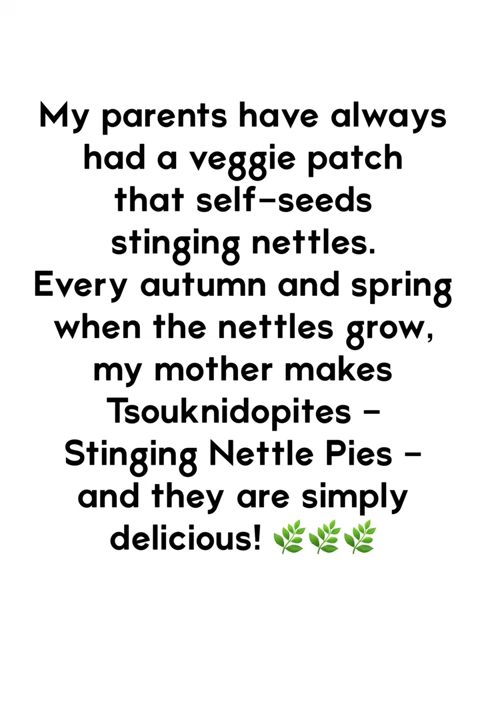 My parents have always
had a veggie patch
that self-seeds
stinging nettles.
Every autumn and spring
when the nettles grow,
my mother makes
Tsouknidopites -
Stinging Nettle Pies -
and they are simply
delicious! 🌿🌿🌿